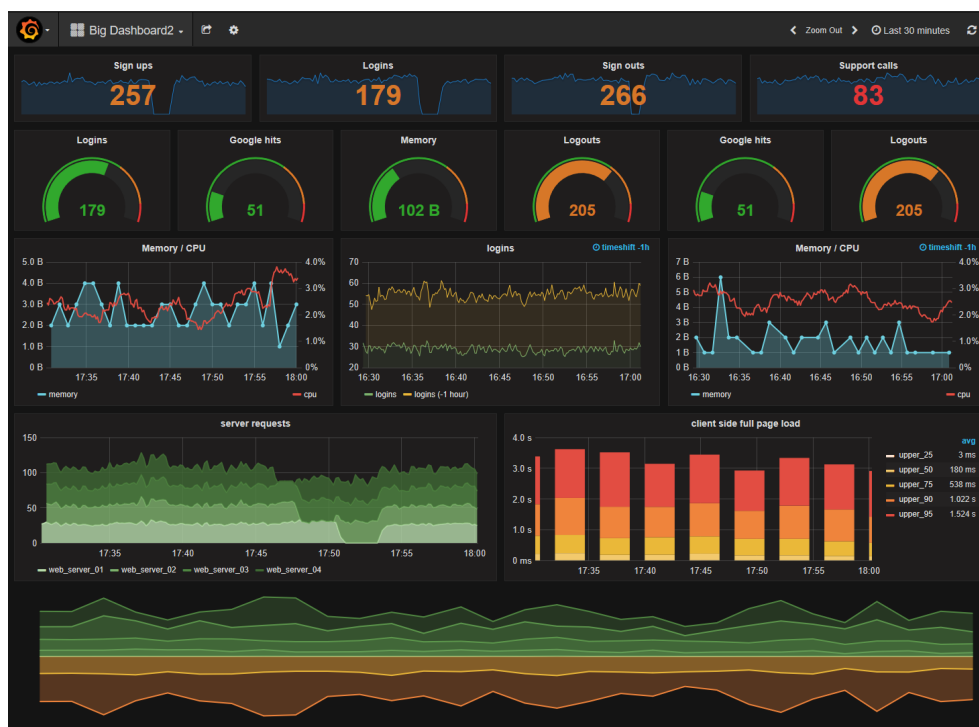 Big Dashboard2
Zoom Out
Last 30 minutes
Sign ups
257
Logins
179
Sign outs
266
Support calls
83
Logins
179
Google hits
51
Memory
102 B
Logouts
205
Google hits
51
Logouts
205
Memory / CPU
5.0 B
4.0 B
3.0 B
2.0 B
1.0 B
0 B
4.0%
3.0%
2.0%
1.0%
0%
17:35 17:40 17:45 17:50 17:55 18:00
memory cpu
logins
timeshift -1h
70
60
50
40
30
20
16:30 16:35 16:40 16:45 16:50 16:55 17:00
logins logins (-1 hour)
Memory / CPU
timeshift -1h
7 B
6 B
5 B
4 B
3 B
2 B
1 B
0 B
4.0%
3.0%
2.0%
1.0%
0%
16:30 16:35 16:40 16:45 16:50 16:55 17:00
memory cpu
server requests
150
100
50
0
17:35 17:40 17:45 17:50 17:55 18:00
web_server_01 web_server_02 web_server_03 web_server_04
client side full page load
4.0 s
3.0 s
2.0 s
1.0 s
0 ms
17:35 17:40 17:45 17:50 17:55 18:00
avg
upper_25 3 ms
upper_50 180 ms
upper_75 538 ms
upper_90 1.022 s
upper_95 1.524 s